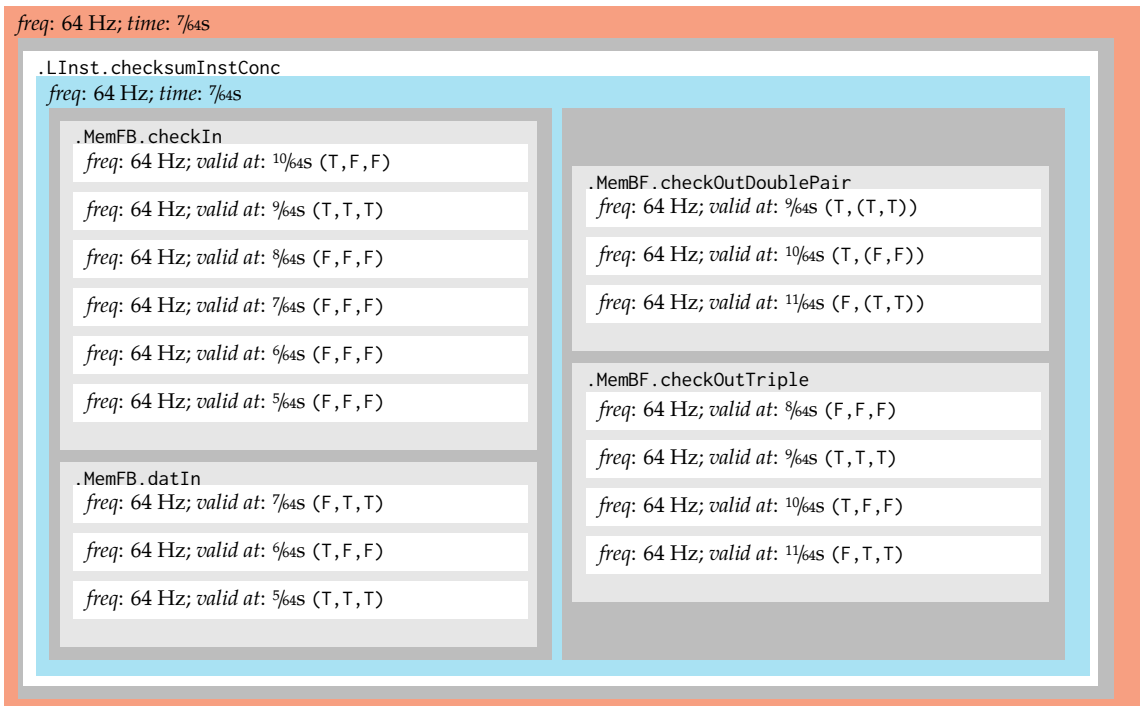 freq: 64 Hz; time: 7/64s
.LInst.checksumInstConc
freq: 64 Hz; time: 7/64s
.MemFB.checkIn
freq: 64 Hz; valid at: 10/64s (T,F,F)
freq: 64 Hz; valid at: 9/64s (T,T,T)
freq: 64 Hz; valid at: 8/64s (F,F,F)
freq: 64 Hz; valid at: 7/64s (F,F,F)
freq: 64 Hz; valid at: 6/64s (F,F,F)
freq: 64 Hz; valid at: 5/64s (F,F,F)
.MemFB.datIn
freq: 64 Hz; valid at: 7/64s (F,T,T)
freq: 64 Hz; valid at: 6/64s (T,F,F)
freq: 64 Hz; valid at: 5/64s (T,T,T)
.MemBF.checkOutDoublePair
freq: 64 Hz; valid at: 9/64s (T,(T,T))
freq: 64 Hz; valid at: 10/64s (T,(F,F))
freq: 64 Hz; valid at: 11/64s (F,(T,T))
.MemBF.checkOutTriple
freq: 64 Hz; valid at: 8/64s (F,F,F)
freq: 64 Hz; valid at: 9/64s (T,T,T)
freq: 64 Hz; valid at: 10/64s (T,F,F)
freq: 64 Hz; valid at: 11/64s (F,T,T)